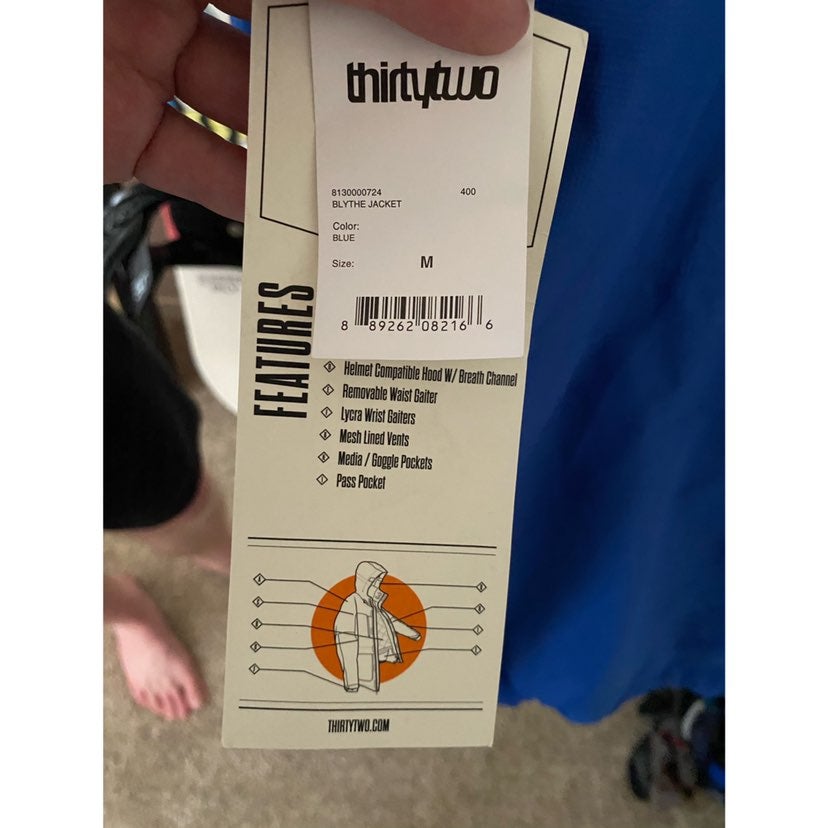 thirtytwo
8130000724 400
BLYTHE JACKET
Color:
BLUE
Size: M
8 89262 08216 6
FEATURES
Helmet Compatible Hood W/ Breath Channel
Removable Waist Gaiter
Lycra Wrist Gaiters
Mesh Lined Vents
Media / Goggle Pockets
Pass Pocket
THIRTYTWO.COM